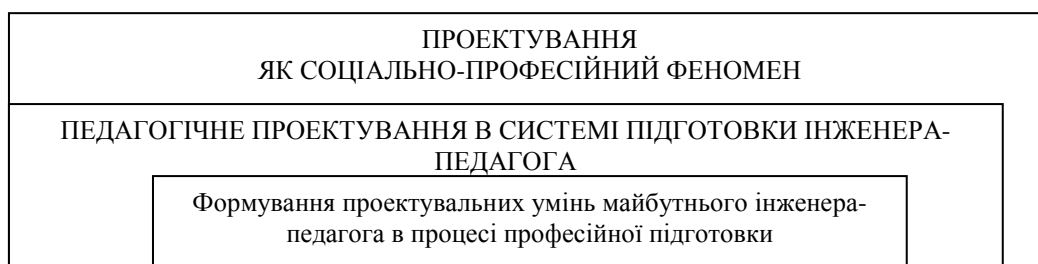 ПРОЕКТУВАННЯ
ЯК СОЦІАЛЬНО-ПРОФЕСІЙНИЙ ФЕНОМЕН
ПЕДАГОГІЧНЕ ПРОЕКТУВАННЯ В СИСТЕМІ ПІДГОТОВКИ ІНЖЕНЕРА-
ПЕДАГОГА
Формування проектувальних умінь майбутнього інженера-
педагога в процесі професійної підготовки